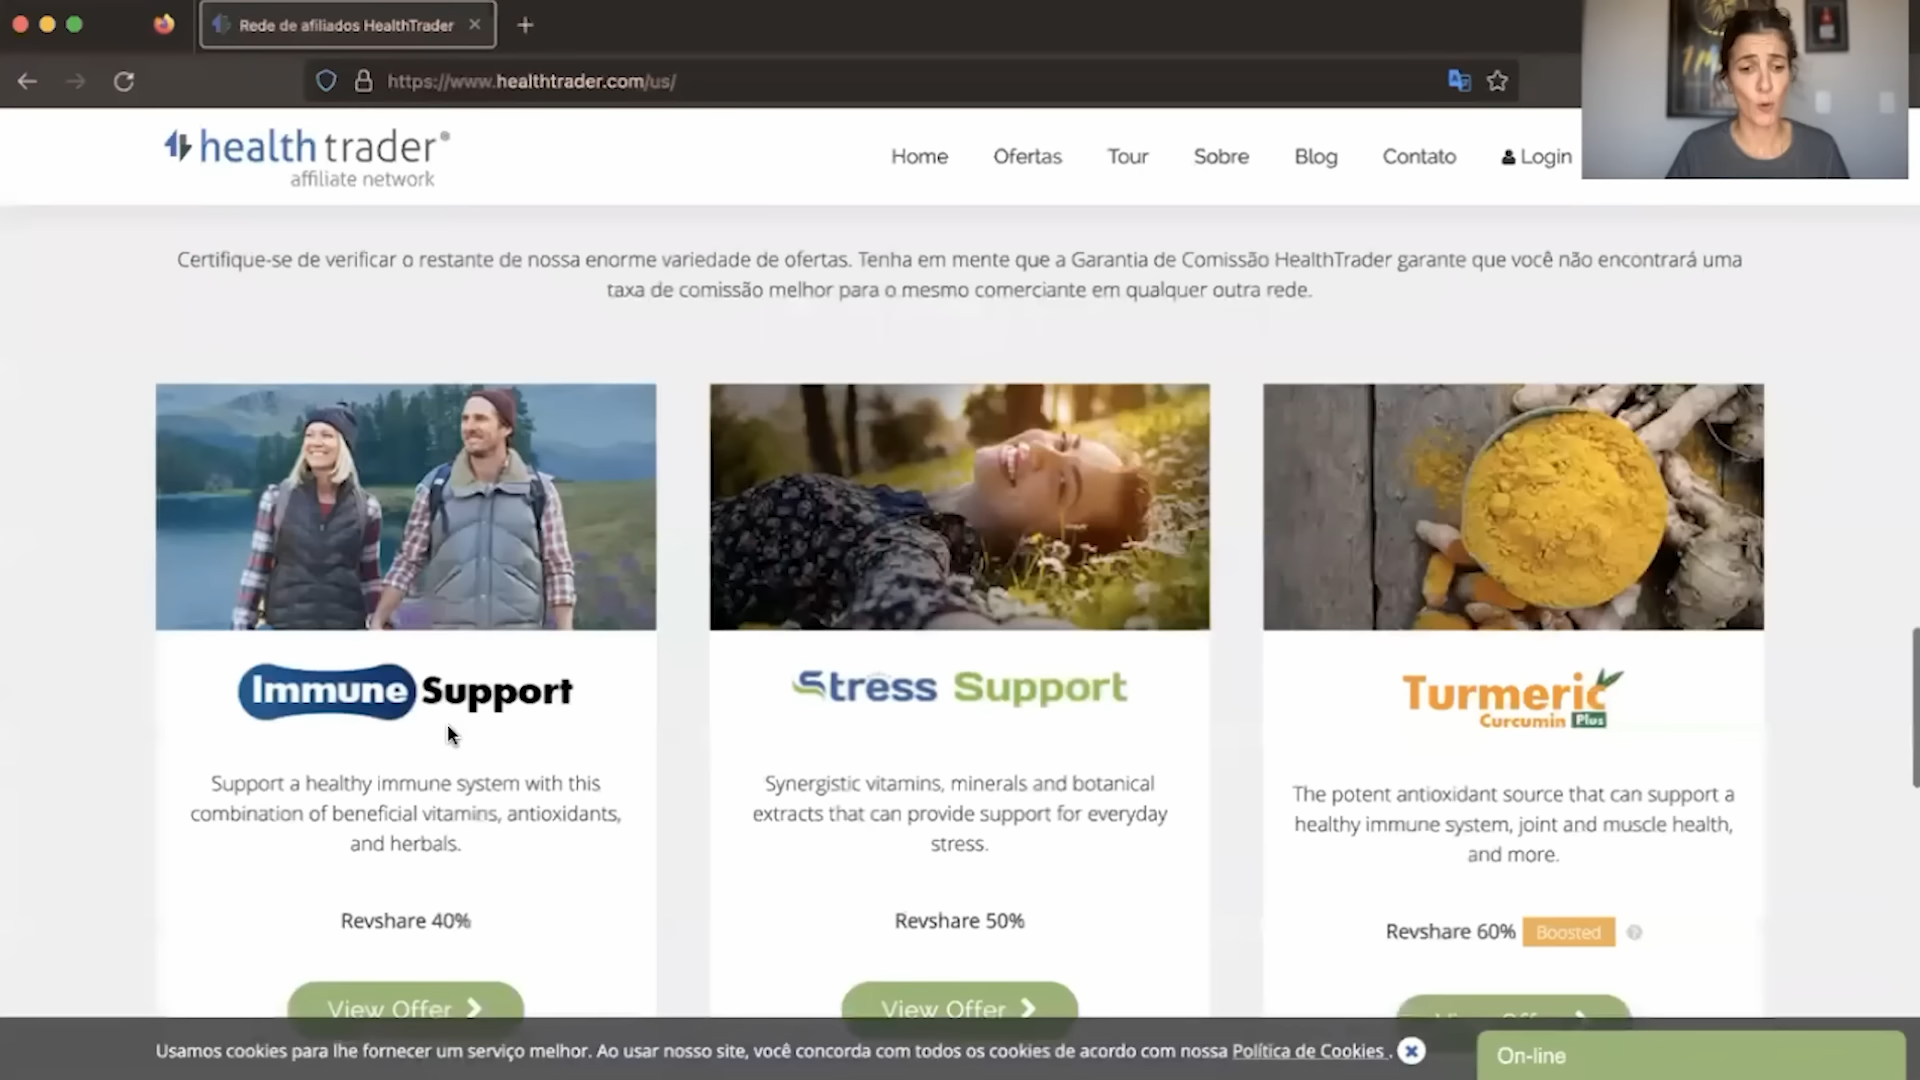 Rede de afiliados HealthTrader
https://www.healthtrader.com/us/
health trader®
affiliate network
Home Ofertas Tour Sobre Blog Contato Login
Certifique-se de verificar o restante de nossa enorme variedade de ofertas. Tenha em mente que a Garantia de Comissão HealthTrader garante que você não encontrará uma
taxa de comissão melhor para o mesmo comerciante em qualquer outra rede.
Immune Support
Support a healthy immune system with this
combination of beneficial vitamins, antioxidants,
and herbals.
Revshare 40%
View Offer
Stress Support
Synergistic vitamins, minerals and botanical
extracts that can provide support for everyday
stress.
Revshare 50%
View Offer
Turmeric
Curcumin Plus
The potent antioxidant source that can support a
healthy immune system, joint and muscle health,
and more.
Revshare 60% Boosted ?
View Offer
Usamos cookies para lhe fornecer um serviço melhor. Ao usar nosso site, você concorda com todos os cookies de acordo com nossa Política de Cookies .
On-line